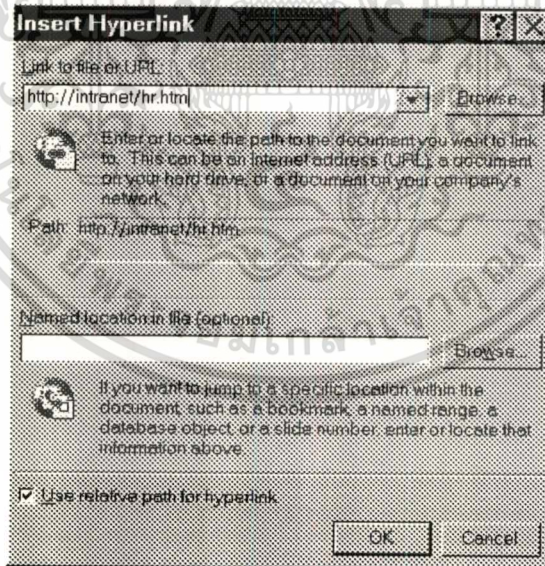 Insert Hyperlink
Link to file or URL:
http://intranet/hr.htm
Browse...
Enter or locate the path to the document you want to link
to. This can be an internet address (URL), a document
on your hard drive, or a document on your company's
network.
Path: http://intranet/hr.htm
Named location in file (optional):
Browse...
If you want to jump to a specific location within the
document, such as a bookmark, a named range, a
database object, or a slide number, enter or locate that
information above.
Use relative path for hyperlink
OK
Cancel